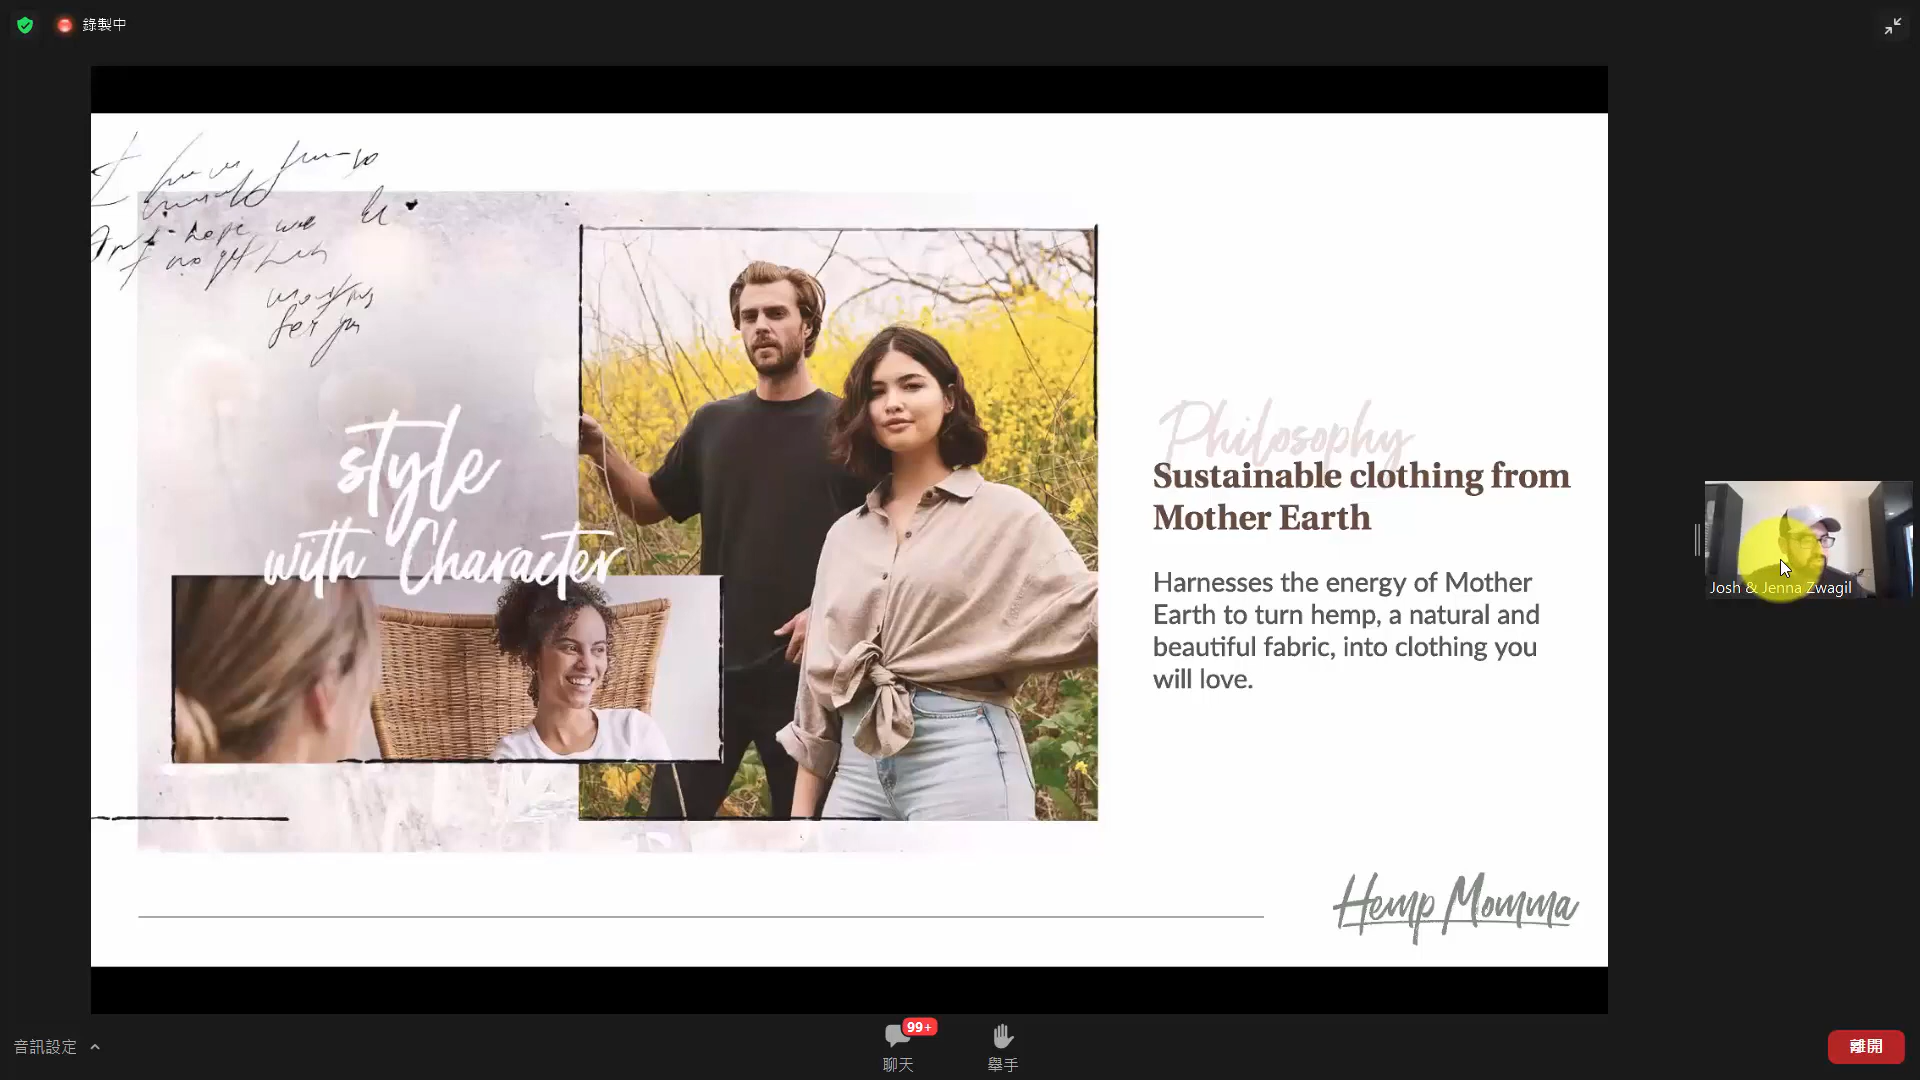 錄製中
style
with Character
Philosophy
Sustainable clothing from
Mother Earth
Harnesses the energy of Mother
Earth to turn hemp, a natural and
beautiful fabric, into clothing you
will love.
Hemp Momma
Josh & Jenna Zwagil
音訊設定
99+
聊天
舉手
離開